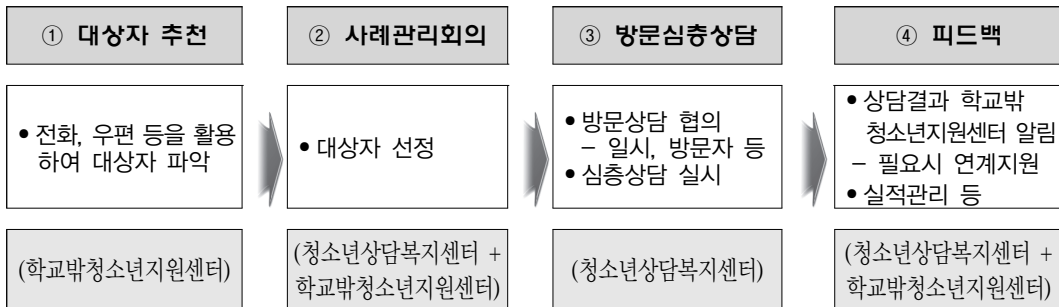 ① 대상자 추천
② 사례관리회의
③ 방문심층상담
④ 피드백
• 전화, 우편 등을 활용
하여 대상자 파악
• 대상자 선정
• 방문상담 협의
- 일시, 방문자 등
• 심층상담 실시
• 상담결과 학교밖
청소년지원센터 알림
- 필요시 연계지원
• 실적관리 등
(학교밖청소년지원센터)
(청소년상담복지센터 +
학교밖청소년지원센터)
(청소년상담복지센터)
(청소년상담복지센터 +
학교밖청소년지원센터)